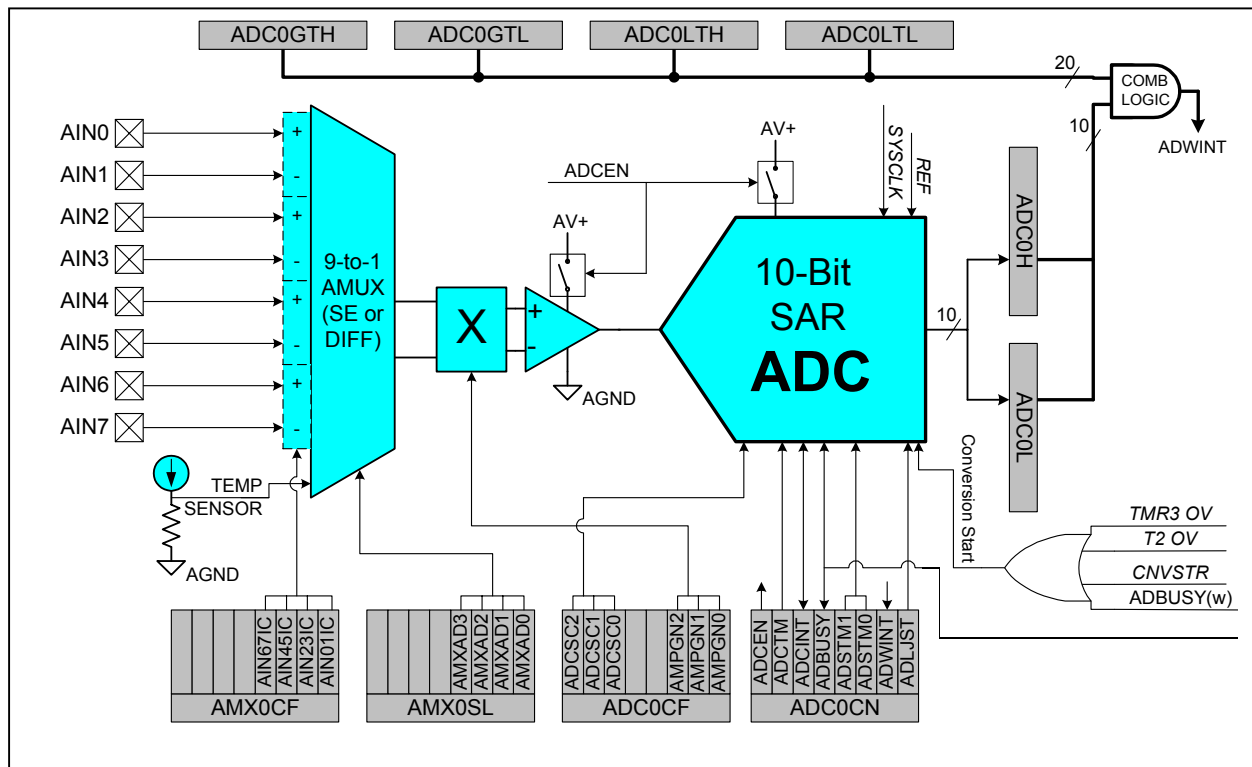 ADC0GTH
ADC0GTL
ADC0LTH
ADC0LTL
20
COMB
LOGIC
10
ADWINT
AIN0
AIN1
AIN2
AIN3
AIN4
AIN5
AIN6
AIN7
+
-
+
-
+
-
+
-
9-to-1
AMUX
(SE or
DIFF)
X
+
-
ADCEN
AV+
AV+
AGND
SYSCLK
REF
10-Bit
SAR
ADC
10
ADC0H
ADC0L
TEMP
SENSOR
AGND
Conversion Start
TMR3 OV
T2 OV
CNVSTR
ADBUSY(w)
AIN67IC
AIN45IC
AIN23IC
AIN01IC
AMX0CF
AMXAD3
AMXAD2
AMXAD1
AMXAD0
AMX0SL
ADCSC2
ADCSC1
ADCSC0
AMPGN2
AMPGN1
AMPGN0
ADC0CF
ADCEN
ADCTM
ADCINT
ADBUSY
ADSTM1
ADSTM0
ADWINT
ADLJST
ADC0CN